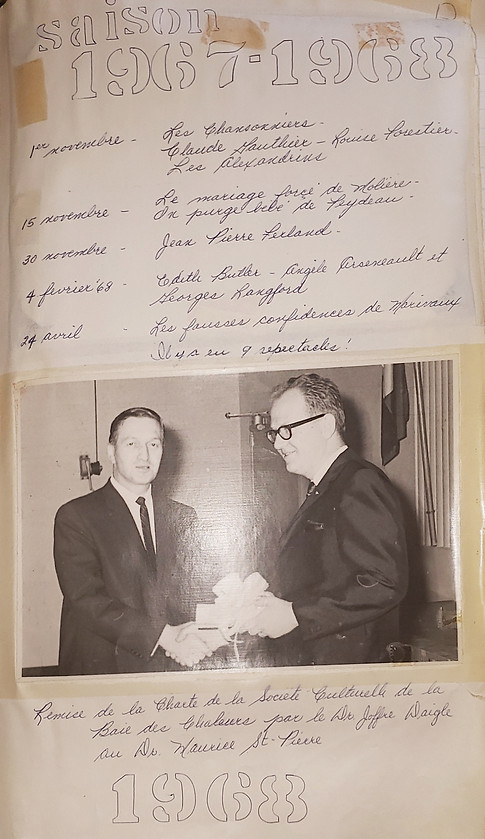 saison
1967-1968
1er novembre - Les Chansonniers -
Claude Gauthier - Louise Forestier -
Les Alexandrins
15 novembre - Le mariage forcé de Molière -
On purge bébé de Feydeau -
30 novembre - Jean Pierre Ferland -
4 fevrier '68 - Edith Butler - Angèle Arseneault et
Georges Langford
24 avril - Les fausses confidences de Marivaux
Il y a eu 9 spectacles!
Remise de la Charte de la Société Culturelle de la
Baie des Chaleurs par le Dr Joffre Daigle
au Dr. Maurice St-Pierre
1968